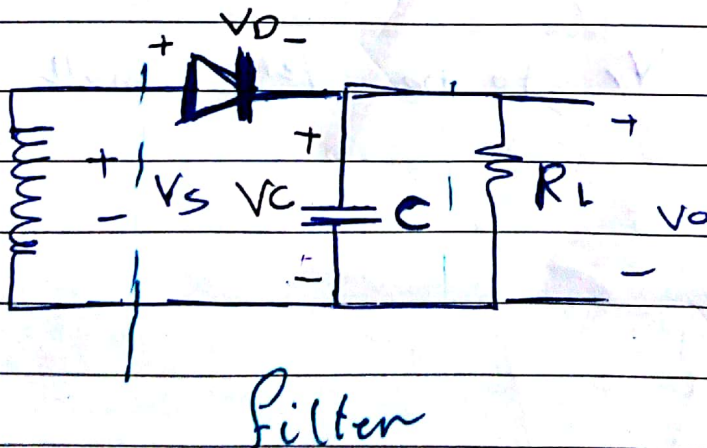 + VD -
+
+ VS VC C RL +
- VO
- -
filter